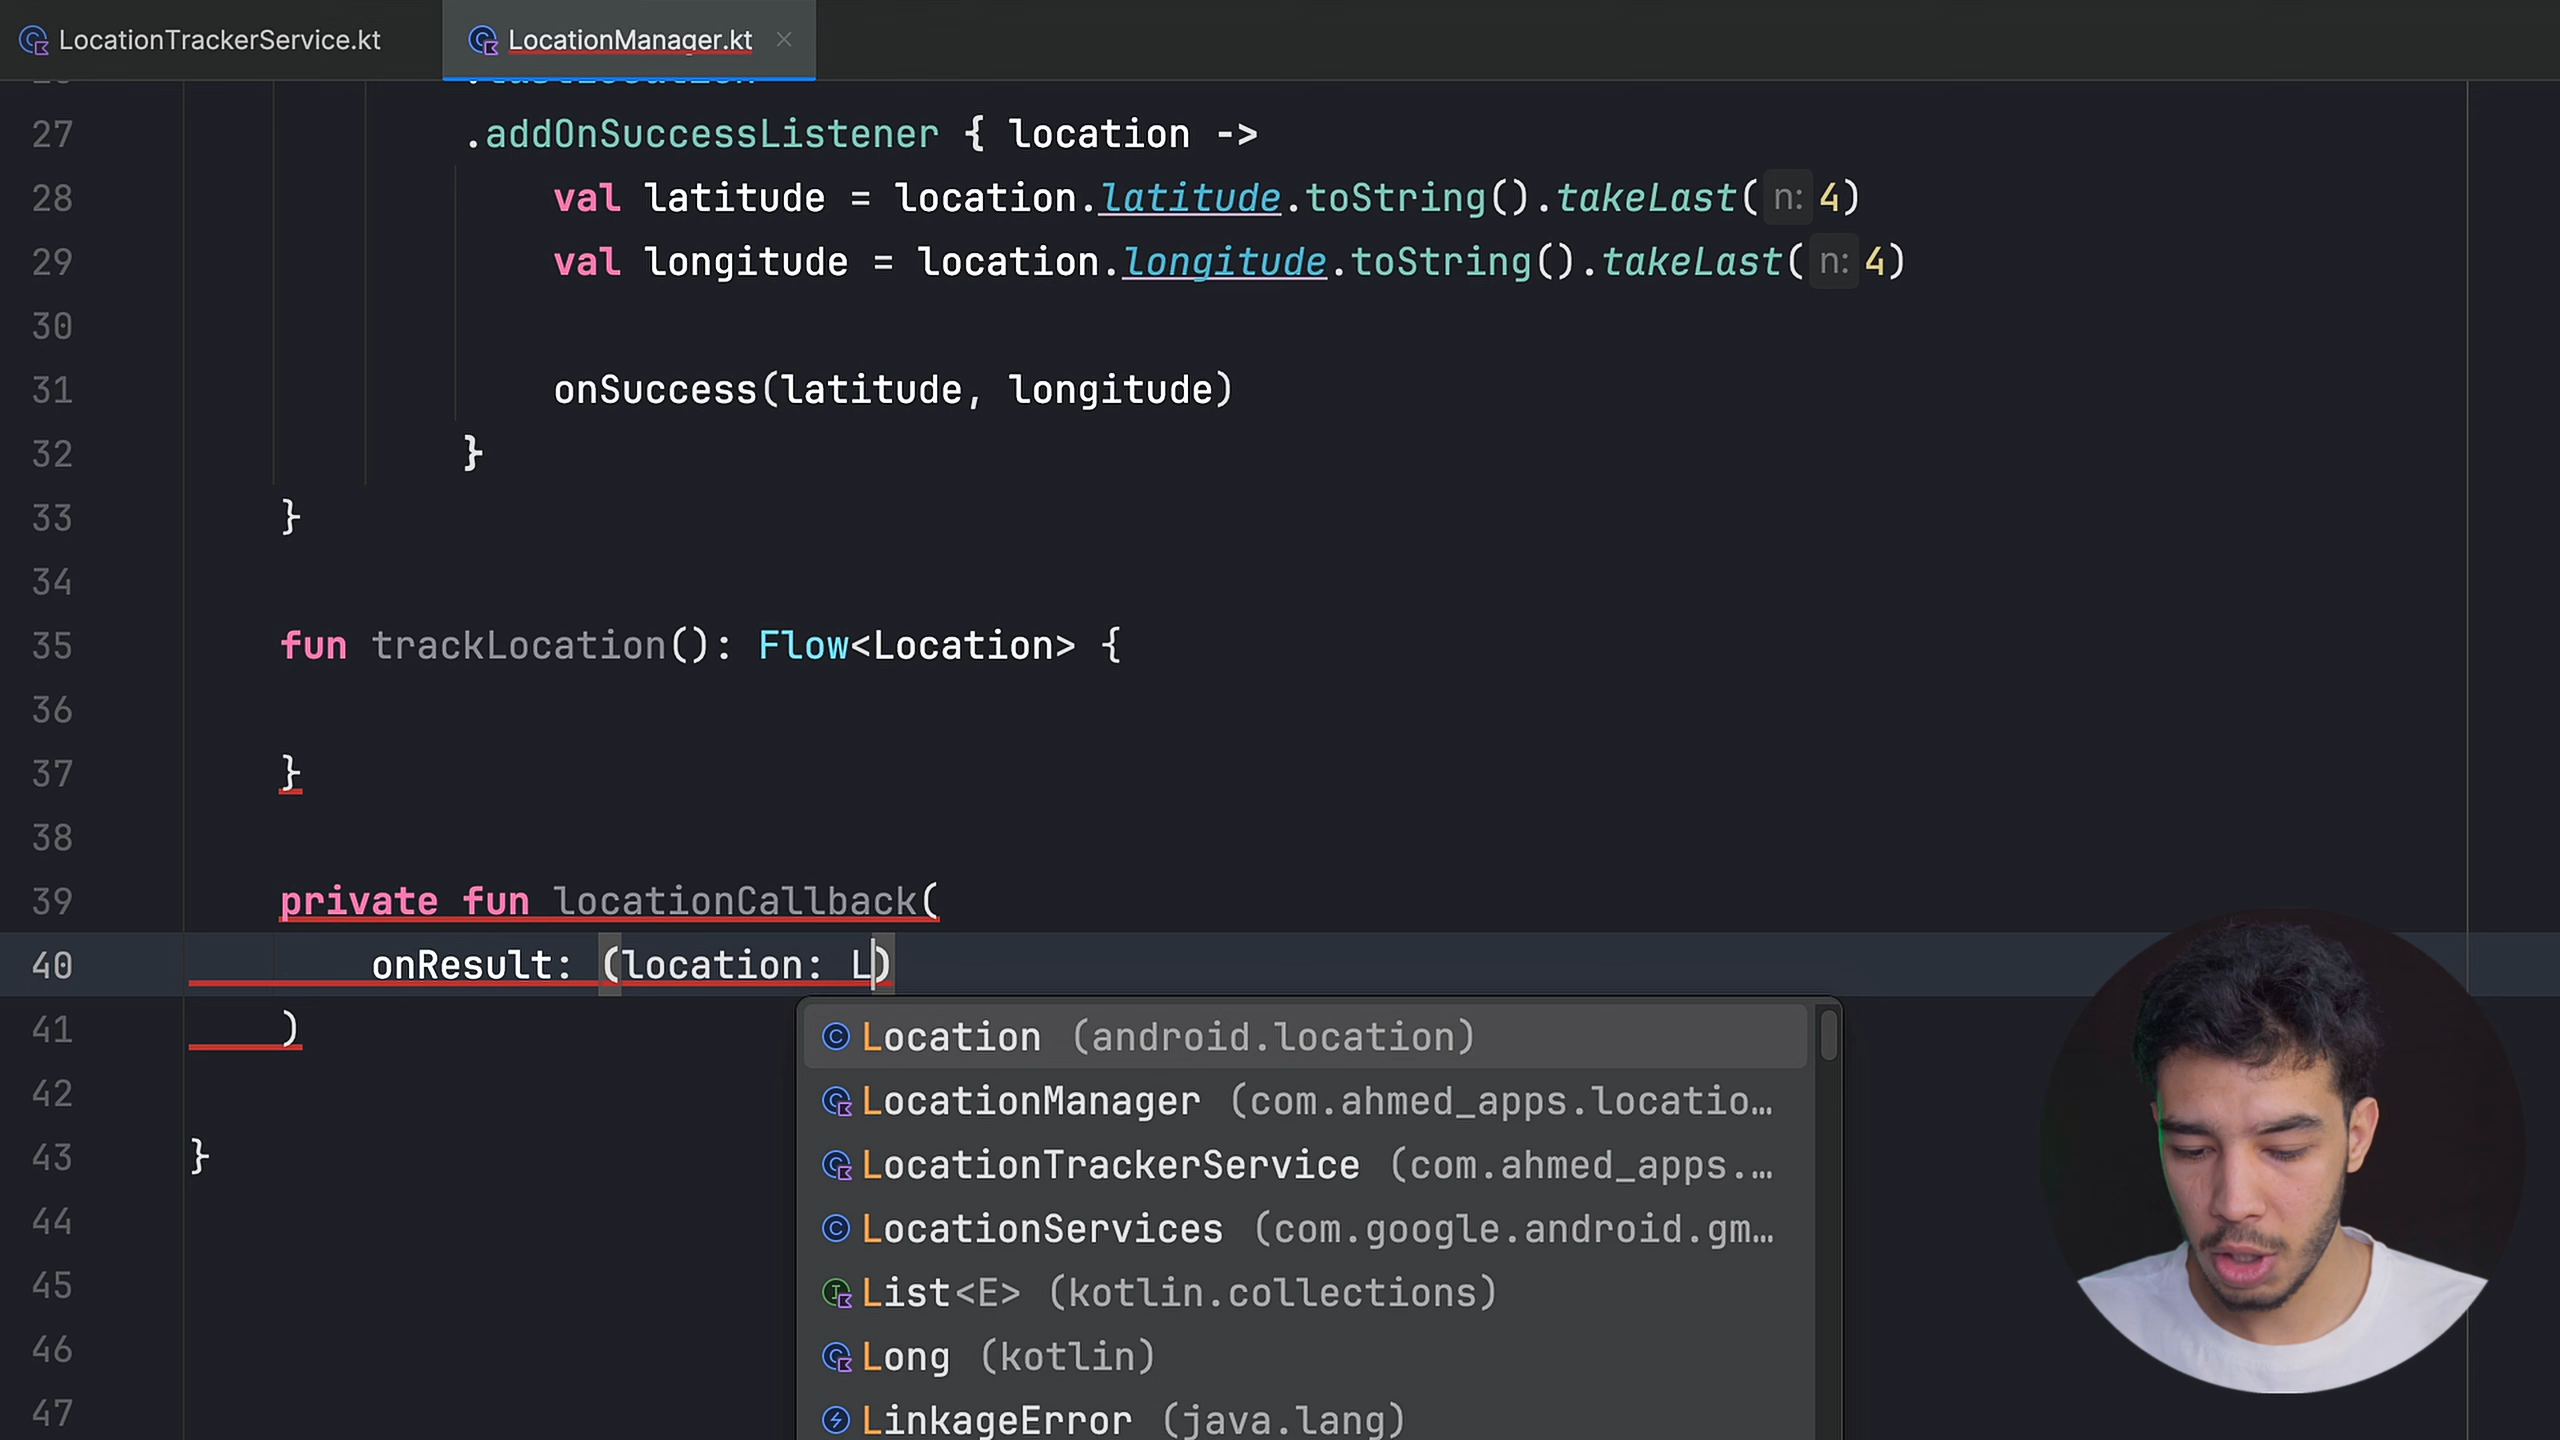 LocationTrackerService.kt
LocationManager.kt
27 .addOnSuccessListener { location ->
28 val latitude = location.latitude.toString().takeLast( n: 4)
29 val longitude = location.longitude.toString().takeLast( n: 4)
30
31 onSuccess(latitude, longitude)
32 }
33 }
34
35 fun trackLocation(): Flow<Location> {
36
37 }
38
39 private fun locationCallback(
40 onResult: (location: L)
41 )
42
43 }
44
45
46
47
Location (android.location)
LocationManager (com.ahmed_apps.locatio…
LocationTrackerService (com.ahmed_apps.…
LocationServices (com.google.android.gm…
List<E> (kotlin.collections)
Long (kotlin)
LinkageError (java.lang)